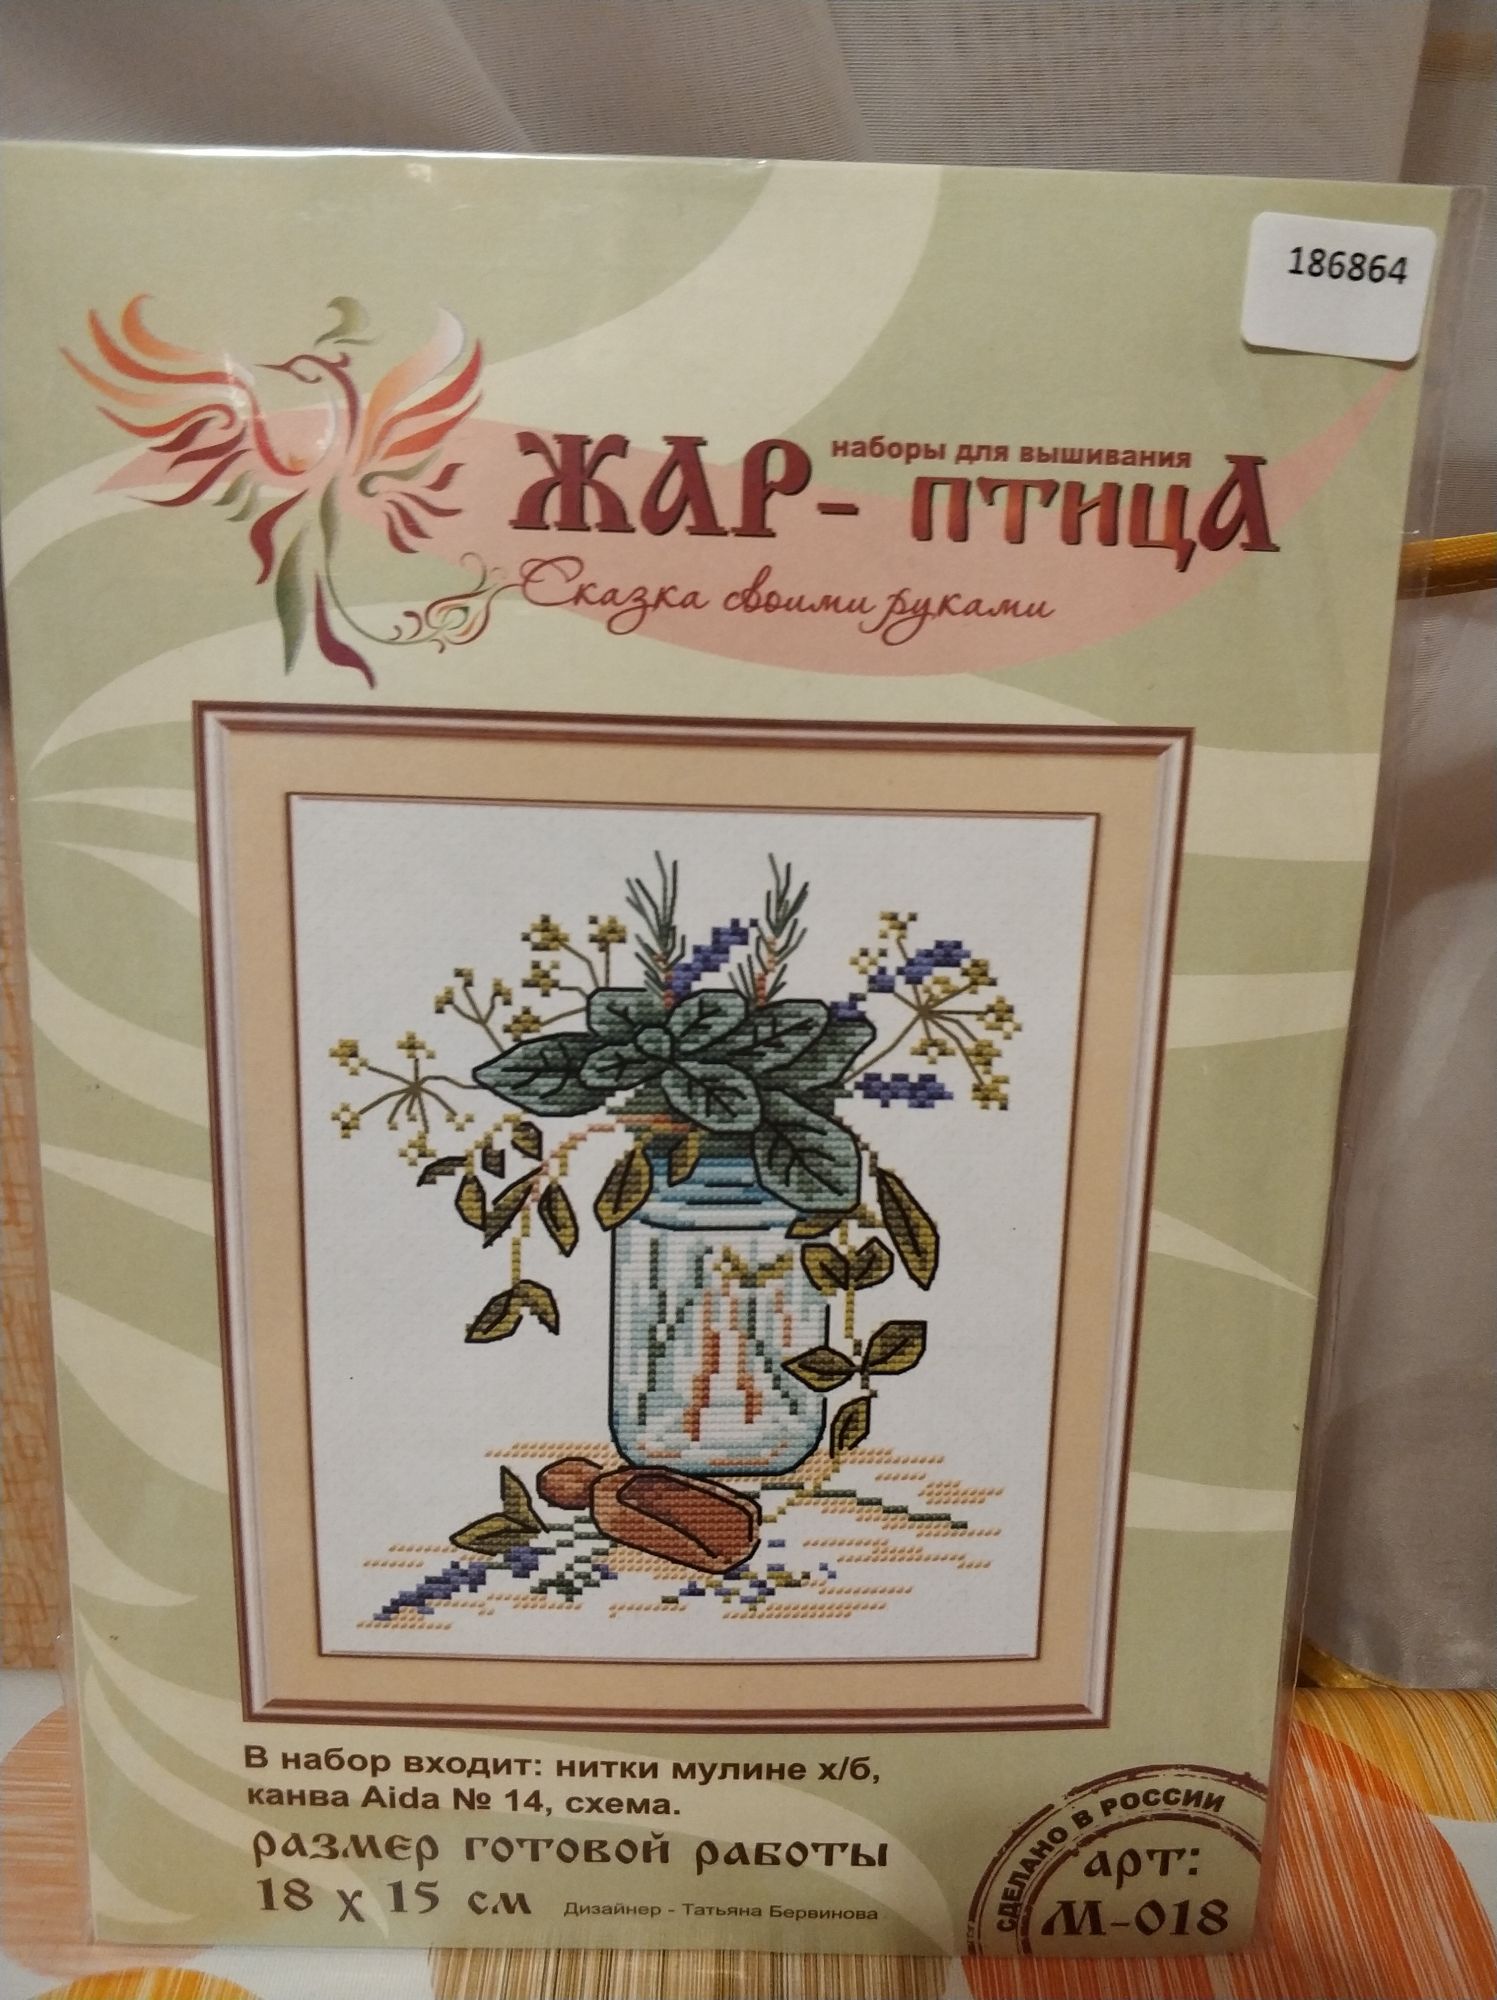 186864
наборы для вышивания
ЖАР-ПТИЦА
Сказка своими руками
В набор входит: нитки мулине х/б,
канва Aida № 14, схема.
размер готовой работы
18 х 15 см
Дизайнер - Татьяна Бервинова
СДЕЛАНО В РОССИИ
арт:
М-018